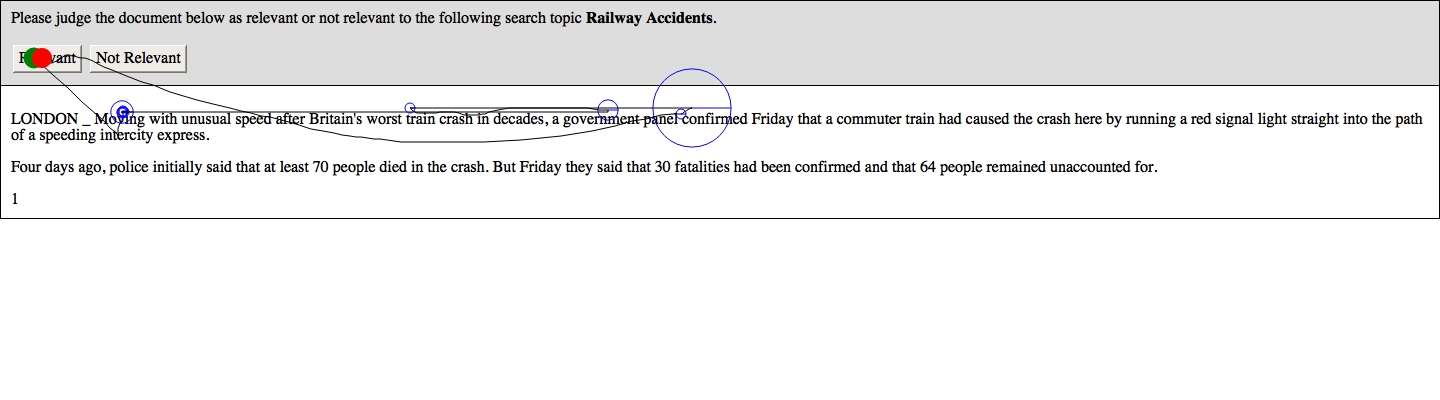 Please judge the document below as relevant or not relevant to the following search topic Railway Accidents.
Not Relevant
LONDON _ Moving with unusual speed after Britain's worst train crash in decades, a government panel confirmed Friday that a commuter train had caused the crash here by running a red signal light straight into the path
of a speeding intercity express.
Four days ago, police initially said that at least 70 people died in the crash. But Friday they said that 30 fatalities had been confirmed and that 64 people remained unaccounted for.
1